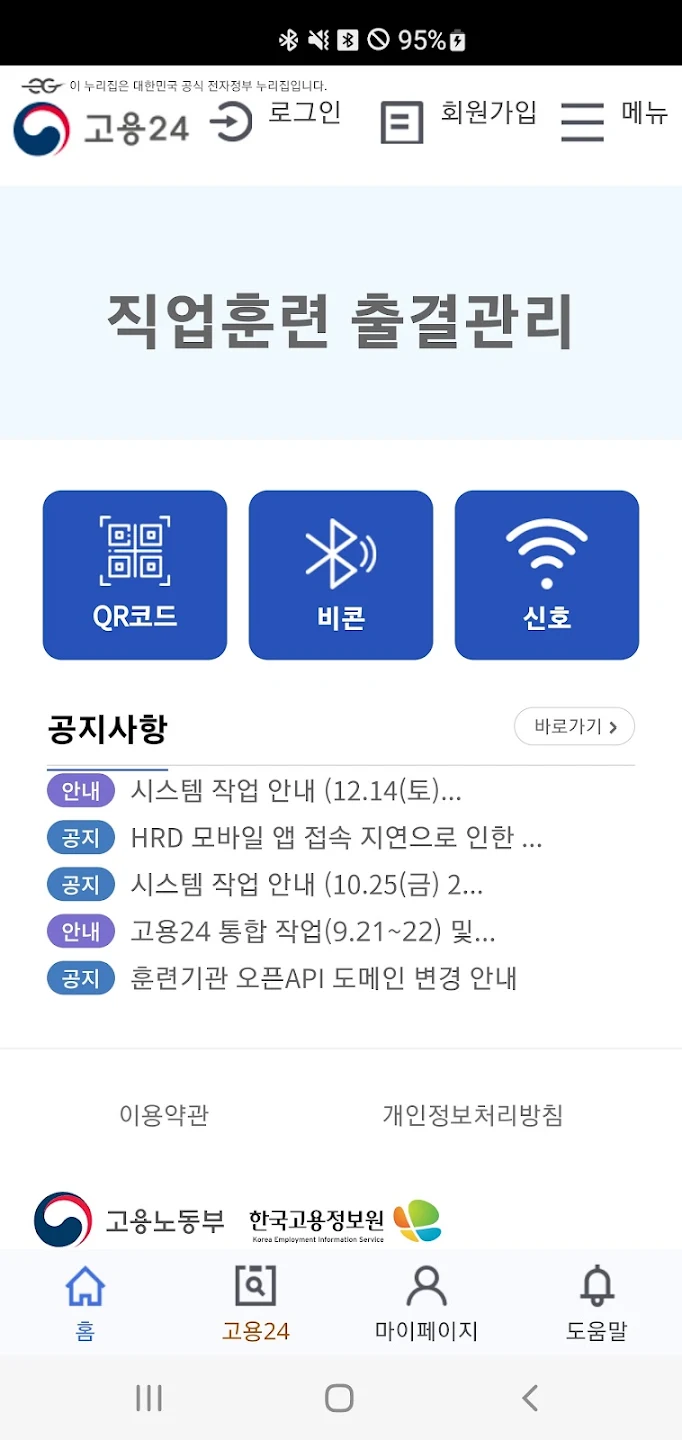 95%
이 누리집은 대한민국 공식 전자정부 누리집입니다.
고용24 로그인 회원가입 메뉴
직업훈련 출결관리
QR코드 비콘 신호
공지사항 바로가기
안내 시스템 작업 안내 (12.14(토)...
공지 HRD 모바일 앱 접속 지연으로 인한 ...
공지 시스템 작업 안내 (10.25(금) 2...
안내 고용24 통합 작업(9.21~22) 및...
공지 훈련기관 오픈API 도메인 변경 안내
이용약관 개인정보처리방침
고용노동부 한국고용정보원
Korea Employment Information Service
홈 고용24 마이페이지 도움말